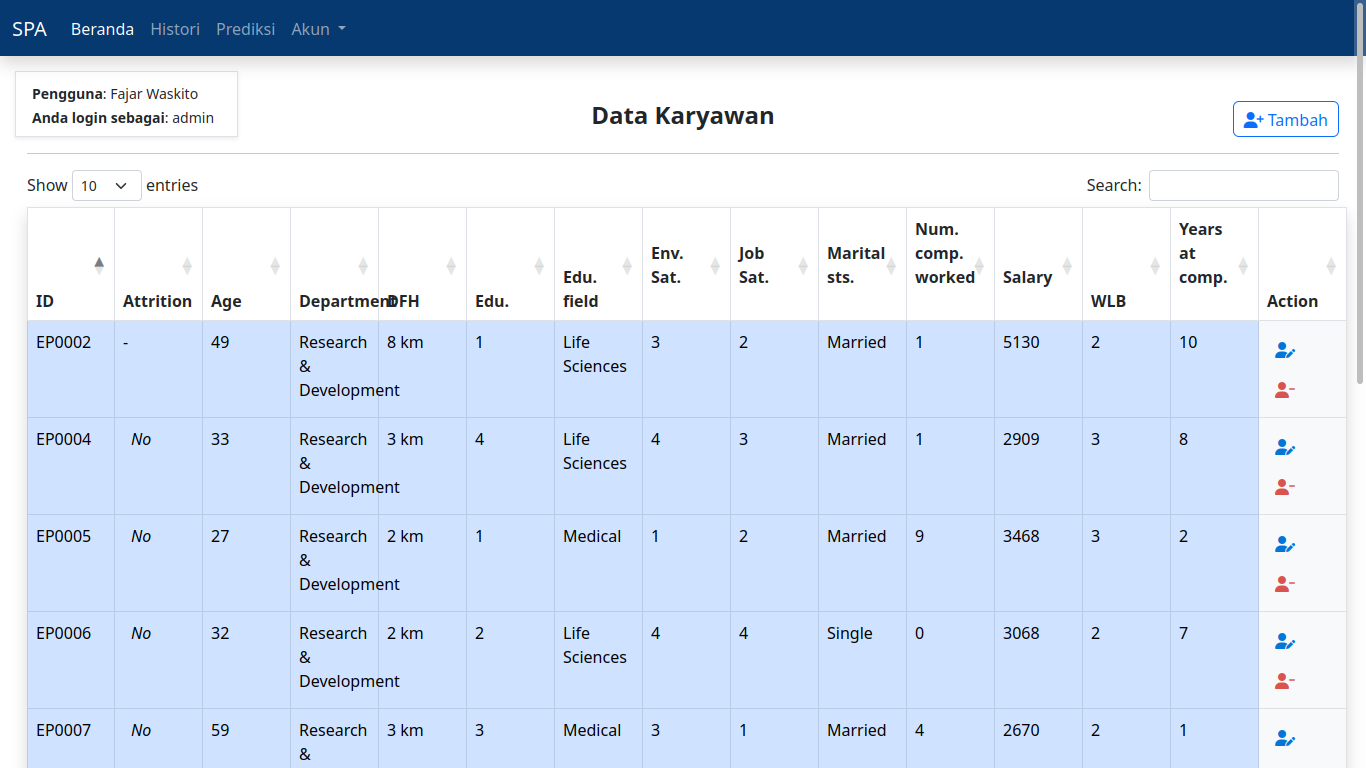 SPA Beranda Histori Prediksi Akun
Pengguna: Fajar Waskito
Anda login sebagai: admin
Data Karyawan
Tambah
Show 10 entries
Search:
ID Attrition Age Department DFH Edu. Edu. field Env. Sat. Job Sat. Marital sts. Num. comp. worked Salary WLB Years at comp. Action
EP0002 - 49 Research & Development 8 km 1 Life Sciences 3 2 Married 1 5130 2 10
EP0004 No 33 Research & Development 3 km 4 Life Sciences 4 3 Married 1 2909 3 8
EP0005 No 27 Research & Development 2 km 1 Medical 1 2 Married 9 3468 3 2
EP0006 No 32 Research & Development 2 km 2 Life Sciences 4 4 Single 0 3068 2 7
EP0007 No 59 Research & 3 km 3 Medical 3 1 Married 4 2670 2 1